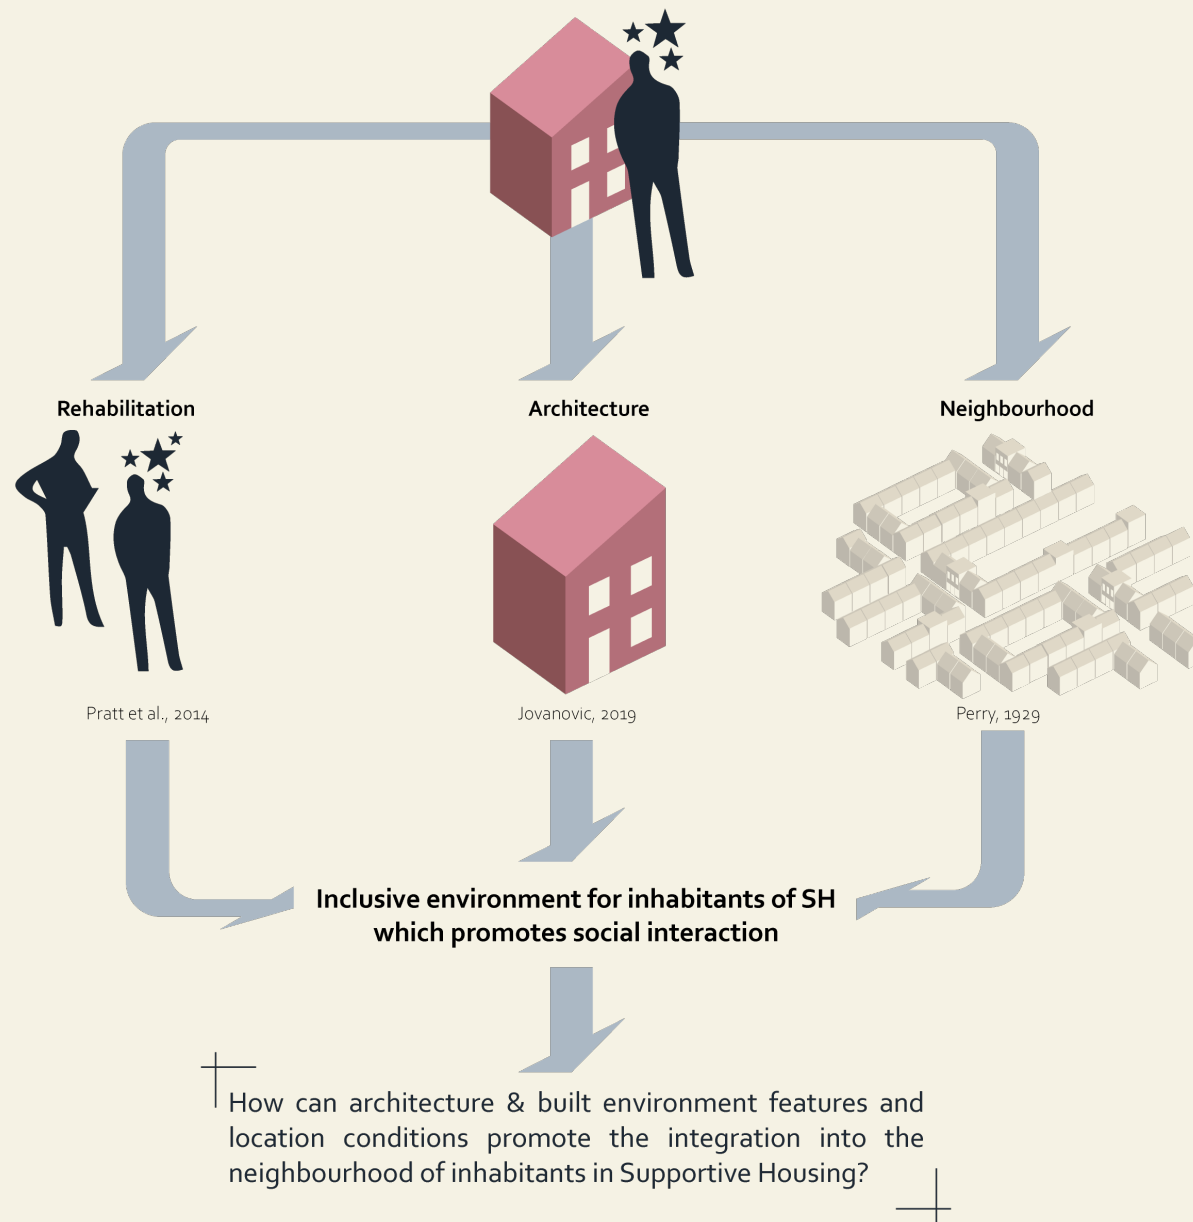 Rehabilitation
Architecture
Neighbourhood
Pratt et al., 2014
Jovanovic, 2019
Perry, 1929
Inclusive environment for inhabitants of SH
which promotes social interaction
How can architecture & built environment features and
location conditions promote the integration into the
neighbourhood of inhabitants in Supportive Housing?